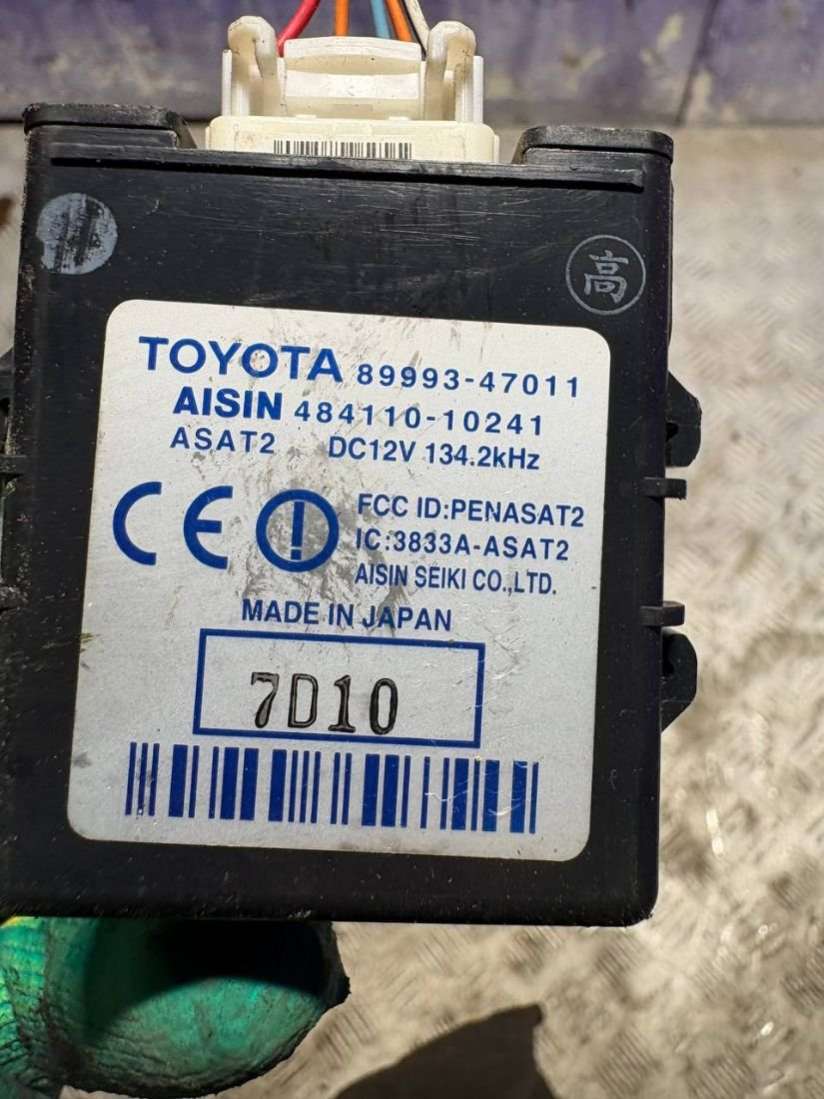 高
TOYOTA 89993-47011
AISIN 484110-10241
ASAT2 DC12V 134.2kHz
CE FCC ID:PENASAT2
IC:3833A-ASAT2
AISIN SEIKI CO.,LTD.
MADE IN JAPAN
7D10